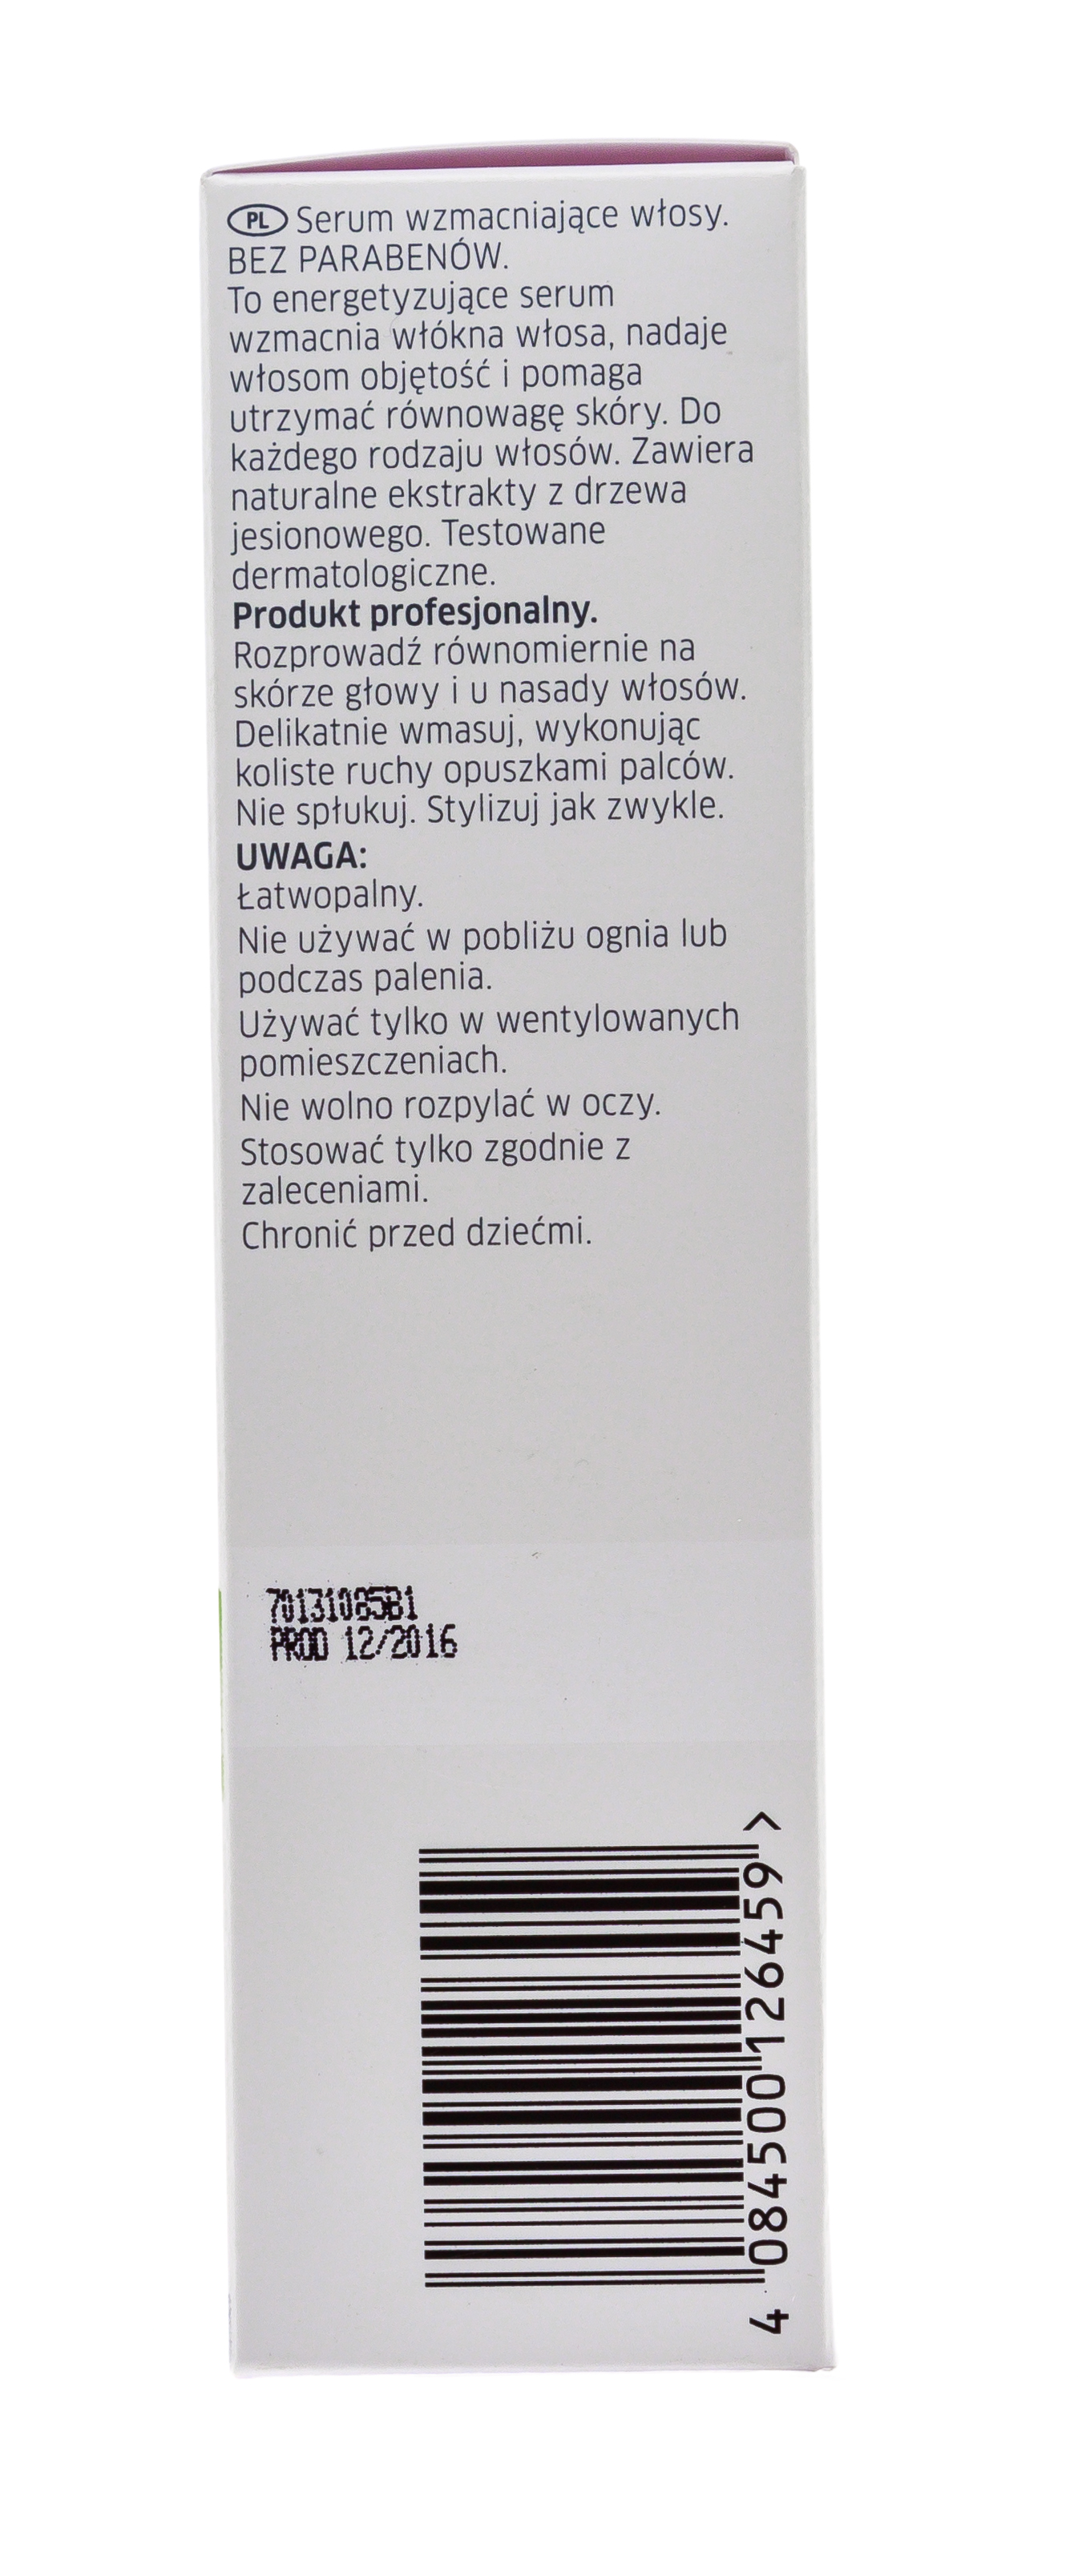 PL Serum wzmacniające włosy.
BEZ PARABENÓW.
To energetyzujące serum
wzmacnia włókna włosa, nadaje
włosom objętość i pomaga
utrzymać równowagę skóry. Do
każdego rodzaju włosów. Zawiera
naturalne ekstrakty z drzewa
jesionowego. Testowane
dermatologiczne.
Produkt profesjonalny.
Rozprowadź równomiernie na
skórze głowy i u nasady włosów.
Delikatnie wmasuj, wykonując
koliste ruchy opuszkami palców.
Nie spłukuj. Stylizuj jak zwykle.
UWAGA:
Łatwopalny.
Nie używać w pobliżu ognia lub
podczas palenia.
Używać tylko w wentylowanych
pomieszczeniach.
Nie wolno rozpylać w oczy.
Stosować tylko zgodnie z
zaleceniami.
Chronić przed dziećmi.
70131085B1
PROD 12/2016
4 084500 126459 >